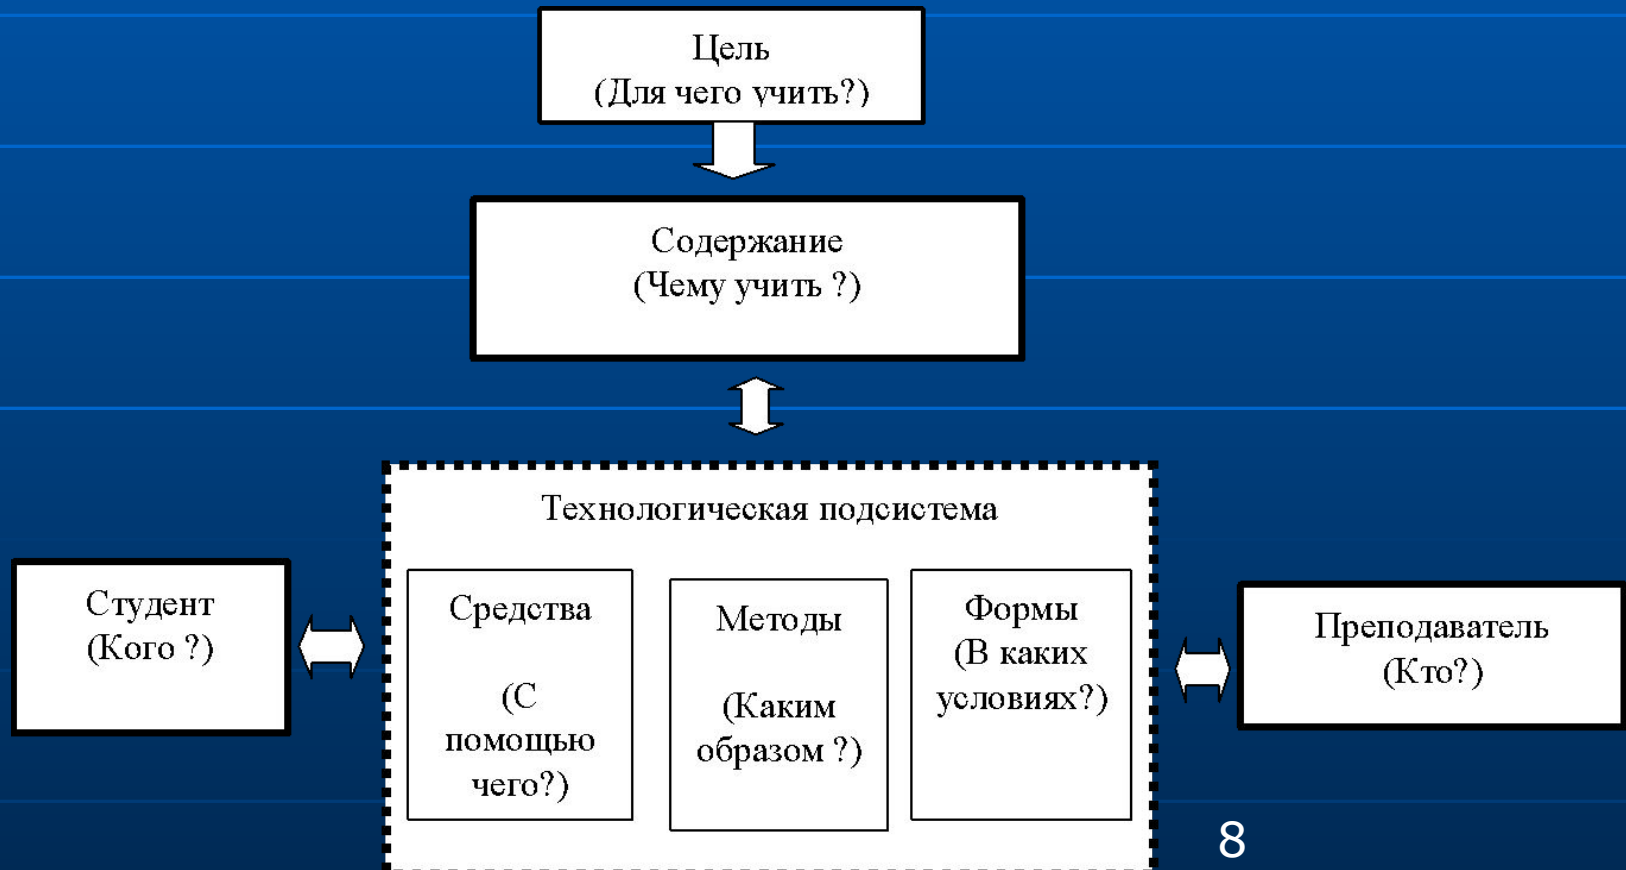 Цель
(Для чего учить?)
Содержание
(Чему учить ?)
Технологическая подсистема
Студент
(Кого ?)
Средства
(С
помощью
чего?)
Методы
(Каким
образом ?)
Формы
(В каких
условиях?)
Преподаватель
(Кто?)
8